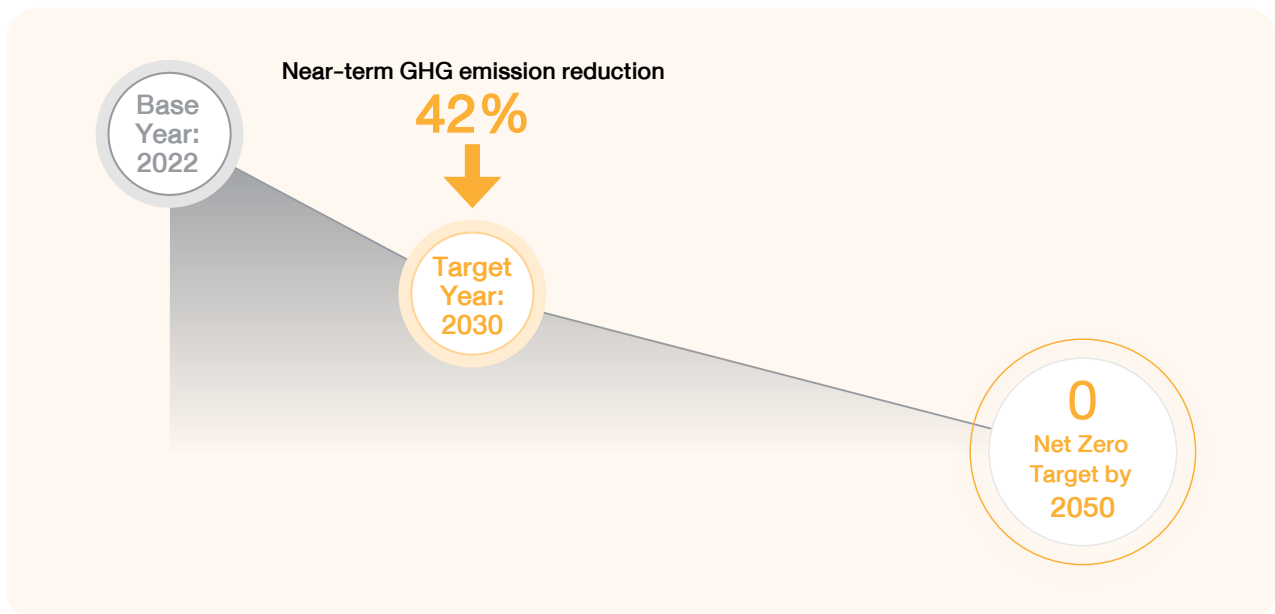 Near-term GHG emission reduction
42%
Base
Year:
2022
Target
Year:
2030
0
Net Zero
Target by
2050